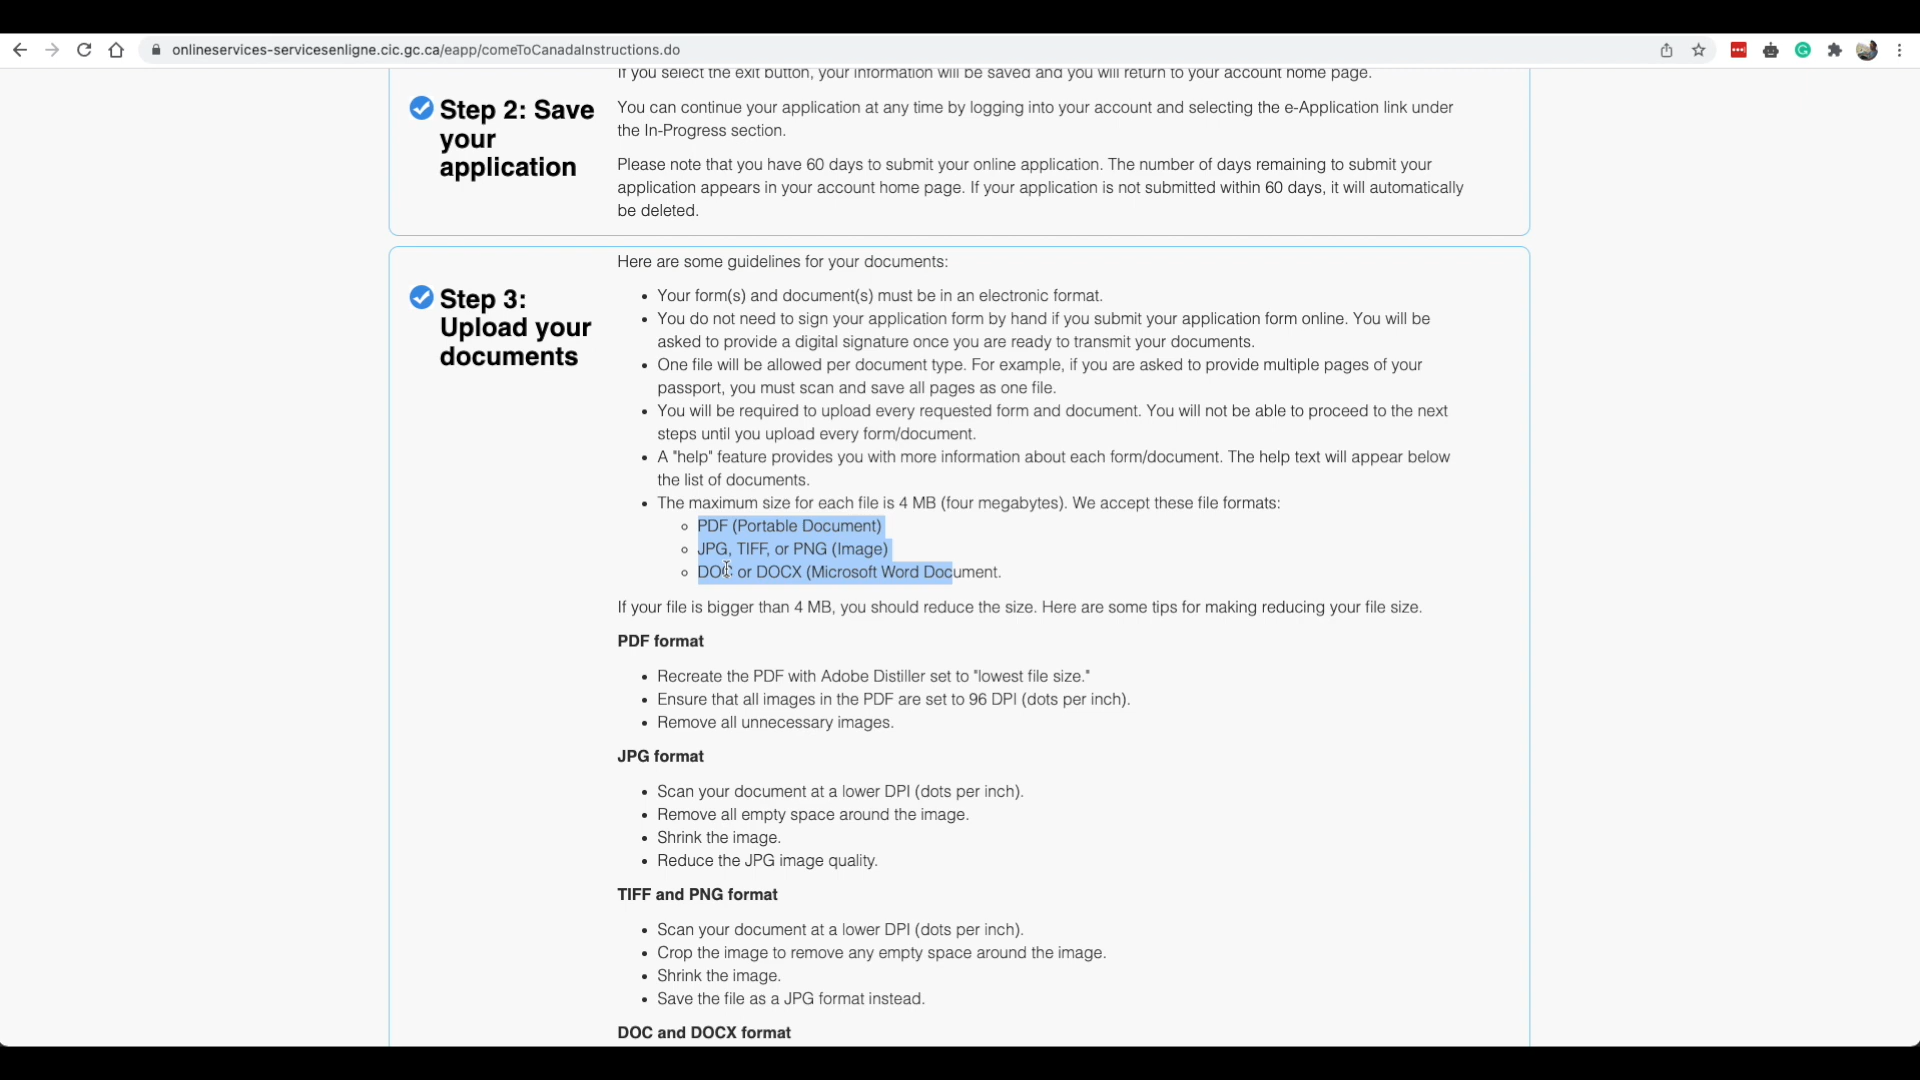 onlineservices-servicesenligne.cic.gc.ca/eapp/comeToCanadaInstructions.do
If you select the exit button, your information will be saved and you will return to your account home page.
Step 2: Save
your
application
You can continue your application at any time by logging into your account and selecting the e-Application link under
the In-Progress section.
Please note that you have 60 days to submit your online application. The number of days remaining to submit your
application appears in your account home page. If your application is not submitted within 60 days, it will automatically
be deleted.
Step 3:
Upload your
documents
Here are some guidelines for your documents:
• Your form(s) and document(s) must be in an electronic format.
• You do not need to sign your application form by hand if you submit your application form online. You will be
asked to provide a digital signature once you are ready to transmit your documents.
• One file will be allowed per document type. For example, if you are asked to provide multiple pages of your
passport, you must scan and save all pages as one file.
• You will be required to upload every requested form and document. You will not be able to proceed to the next
steps until you upload every form/document.
• A "help" feature provides you with more information about each form/document. The help text will appear below
the list of documents.
• The maximum size for each file is 4 MB (four megabytes). We accept these file formats:
◦ PDF (Portable Document)
◦ JPG, TIFF, or PNG (Image)
◦ DOC or DOCX (Microsoft Word Document.
If your file is bigger than 4 MB, you should reduce the size. Here are some tips for making reducing your file size.
PDF format
• Recreate the PDF with Adobe Distiller set to "lowest file size."
• Ensure that all images in the PDF are set to 96 DPI (dots per inch).
• Remove all unnecessary images.
JPG format
• Scan your document at a lower DPI (dots per inch).
• Remove all empty space around the image.
• Shrink the image.
• Reduce the JPG image quality.
TIFF and PNG format
• Scan your document at a lower DPI (dots per inch).
• Crop the image to remove any empty space around the image.
• Shrink the image.
• Save the file as a JPG format instead.
DOC and DOCX format